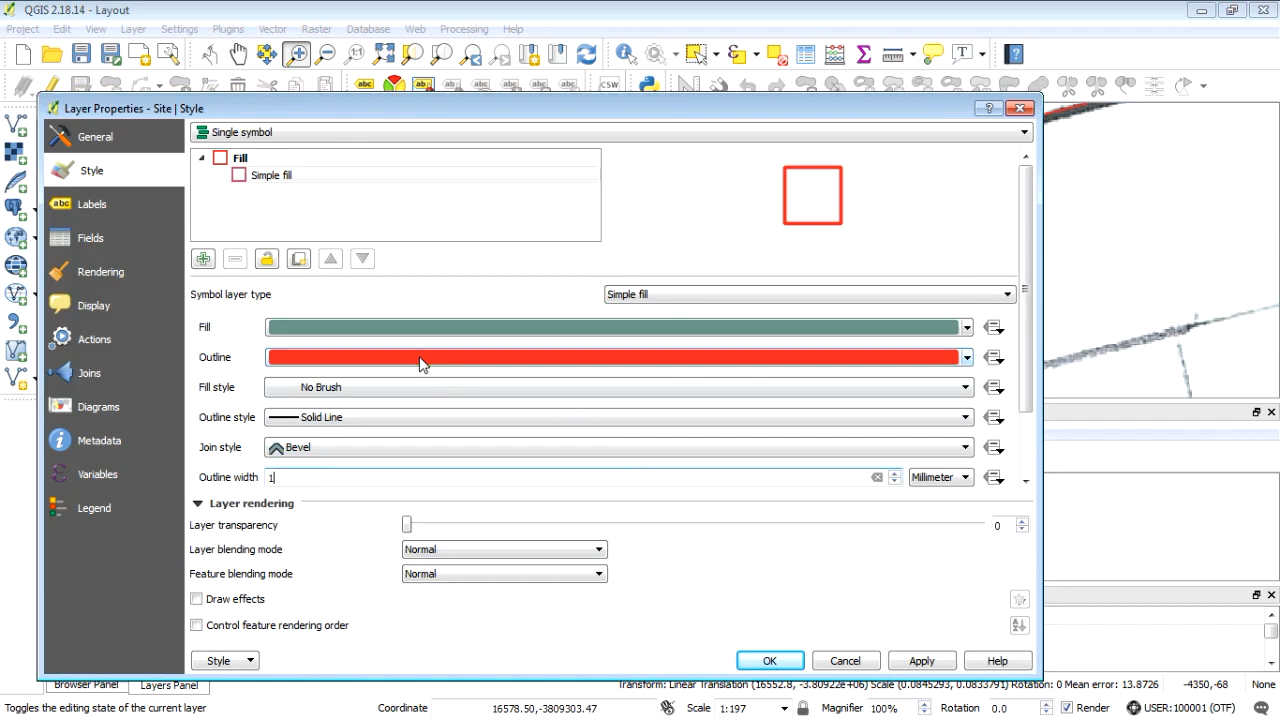 QGIS 2.18.14 - Layout
Project Edit View Layer Settings Plugins Vector Raster Database Web Processing Help
abc abc CSW
Layer Properties - Site | Style
General
Style
Labels
Fields
Rendering
Display
Actions
Joins
Diagrams
Metadata
Variables
Legend
Single symbol
Fill
Simple fill
Symbol layer type Simple fill
Fill
Outline
Fill style No Brush
Outline style Solid Line
Join style Bevel
Outline width 1 Millimeter
Layer rendering
Layer transparency 0
Layer blending mode Normal
Feature blending mode Normal
Draw effects
Control feature rendering order
Style OK Cancel Apply Help
Browser Panel Layers Panel Transform: Linear Translation (16552.8, -3.80922e+06) Scale (0.0845293, 0.0833791) Rotation: 0 Mean error: 13.8726 -4350,-68 None
Toggles the editing state of the current layer Coordinate 16578.50,-3809303.47 Scale 1:197 Magnifier 100% Rotation 0.0 Render USER:100001 (OTF)